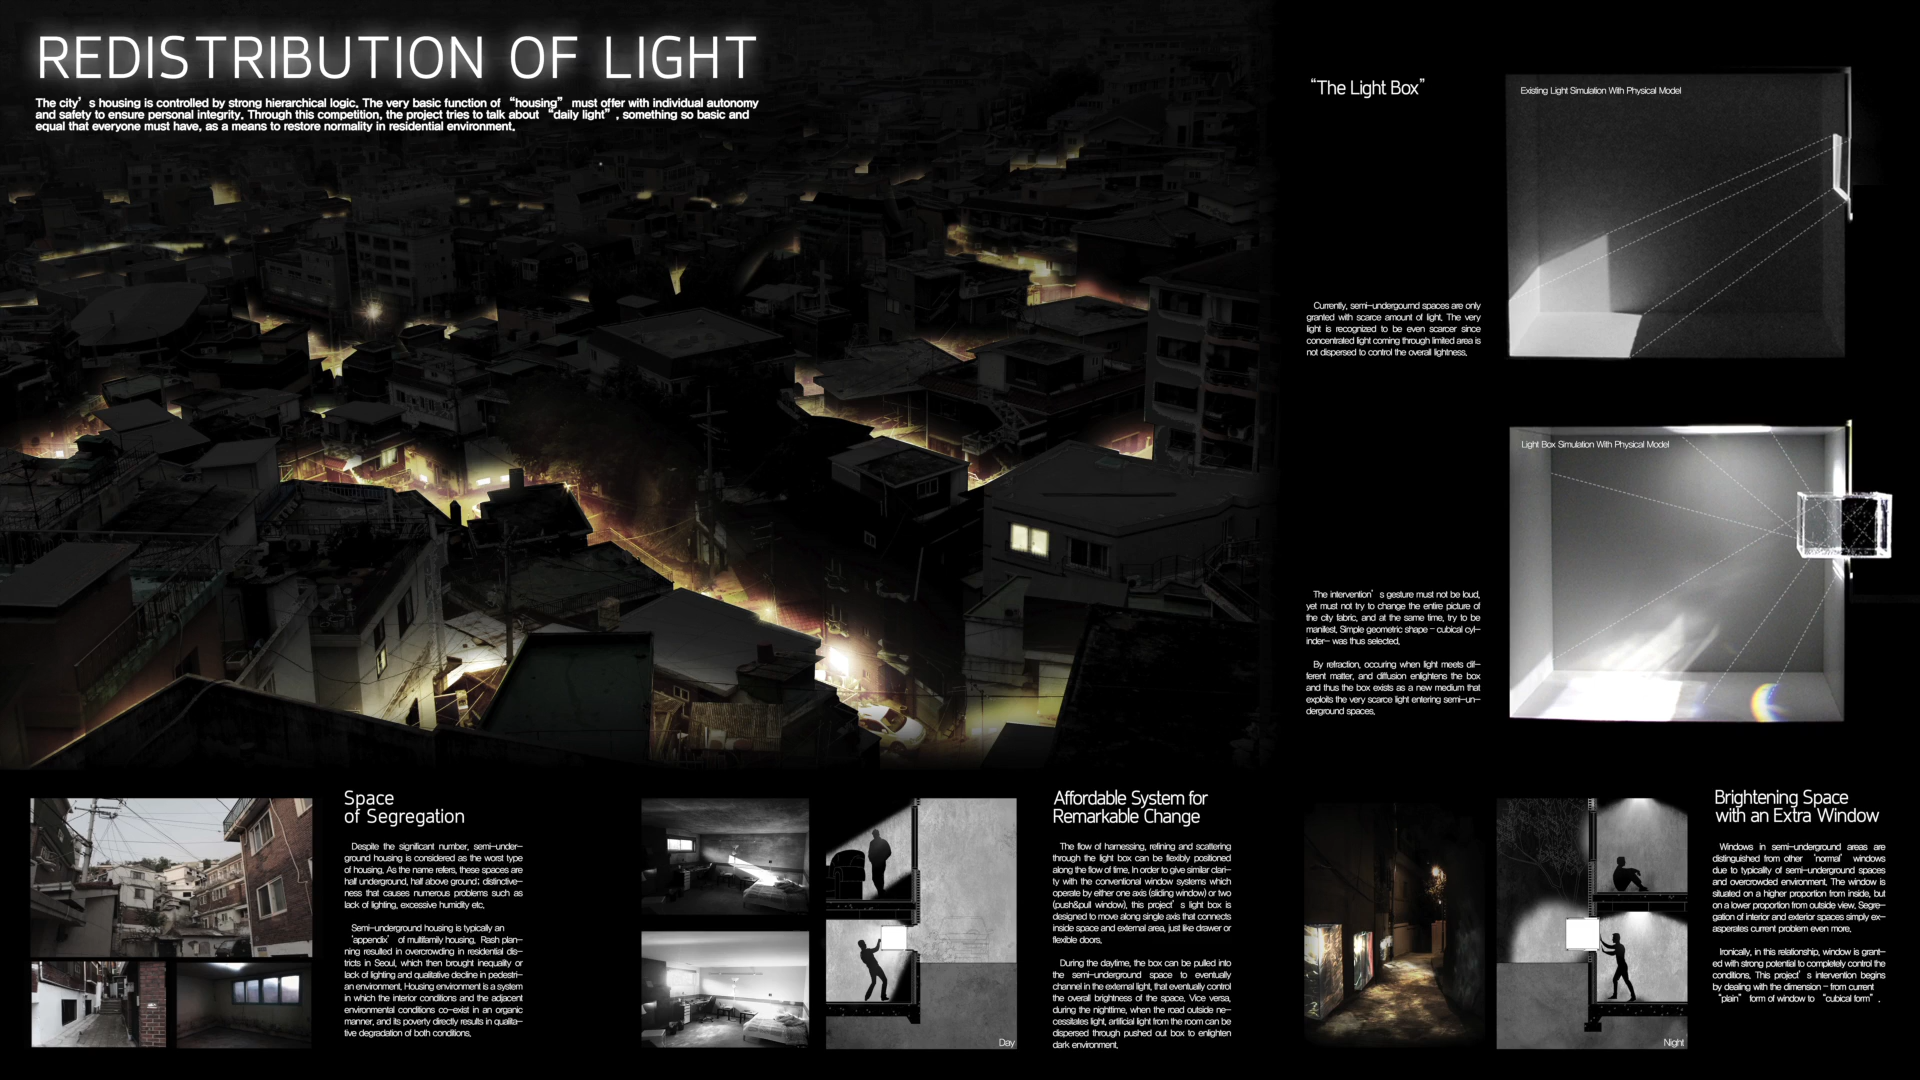 REDISTRIBUTION OF LIGHT
The city’s housing is controlled by strong hierarchical logic. The very basic function of “housing” must offer with individual autonomy
and safety to ensure personal integrity. Through this competition, the project tries to talk about “daily light”, something so basic and
equal that everyone must have, as a means to restore normality in residential environment.
“The Light Box”
Existing Light Simulation With Physical Model
Currently, semi-undergournd spaces are only
granted with scarce amount of light. The very
light is recognized to be even scarcer since
concentrated light coming through limited area is
not dispersed to control the overall lightness.
Light Box Simulation With Physical Model
The intervention’s gesture must not be loud,
yet must not try to change the entire picture of
the city fabric, and at the same time, try to be
manifest. Simple geometric shape - cubical cyl-
inder- was thus selected.
By refraction, occuring when light meets dif-
ferent matter, and diffusion enlightens the box
and thus the box exists as a new medium that
exploits the very scarce light entering semi-un-
derground spaces.
Space
of Segregation
Despite the significant number, semi-under-
ground housing is considered as the worst type
of housing. As the name refers, these spaces are
half underground, half above ground; distinctive-
ness that causes numerous problems such as
lack of lighting, excessive humidity etc.
Semi-underground housing is typically an
‘appendix’ of multifamily housing. Rash plan-
ning resulted in overcrowding in residential dis-
tricts in Seoul, which then brought inequality or
lack of lighting and qualitative decline in pedestri-
an environment. Housing environment is a system
in which the interior conditions and the adjacent
environmental conditions co-exist in an organic
manner, and its poverty directly results in qualita-
tive degradation of both conditions.
Day
Affordable System for
Remarkable Change
The flow of harnessing, refining and scattering
through the light box can be flexibly positioned
along the flow of time. In order to give similar clari-
ty with the conventional window systems which
operate by either one axis (sliding window) or two
(push&pull window), this project’s light box is
designed to move along single axis that connects
inside space and external area, just like drawer or
flexible doors.
During the daytime, the box can be pulled into
the semi-underground space to eventually
channel in the external light, that eventually control
the overall brightness of the space. Vice versa,
during the nighttime, when the road outside ne-
cessitates light, artificial light from the room can be
dispersed through pushed out box to enlighten
dark environment.
Night
Brightening Space
with an Extra Window
Windows in semi-underground areas are
distinguished from other ‘normal’ windows
due to typicality of semi-underground spaces
and overcrowded environment. The window is
situated on a higher proportion from inside, but
on a lower proportion from outside view. Segre-
gation of interior and exterior spaces simply ex-
asperates current problem even more.
Ironically, in this relationship, window is grant-
ed with strong potential to completely control the
conditions. This project’s intervention begins
by dealing with the dimension - from current
“plain” form of window to “cubical form”.